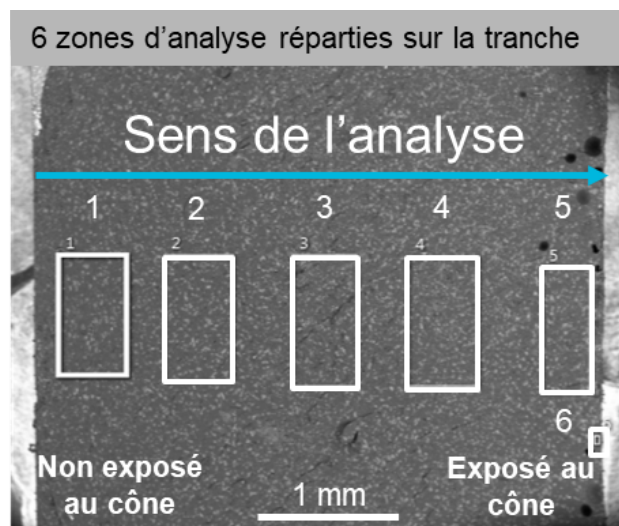 6 zones d'analyse réparties sur la tranche
Sens de l'analyse
1 2 3 4 5
1 2 3 4 5
6
Non exposé
au cône
Exposé au
cône
1 mm